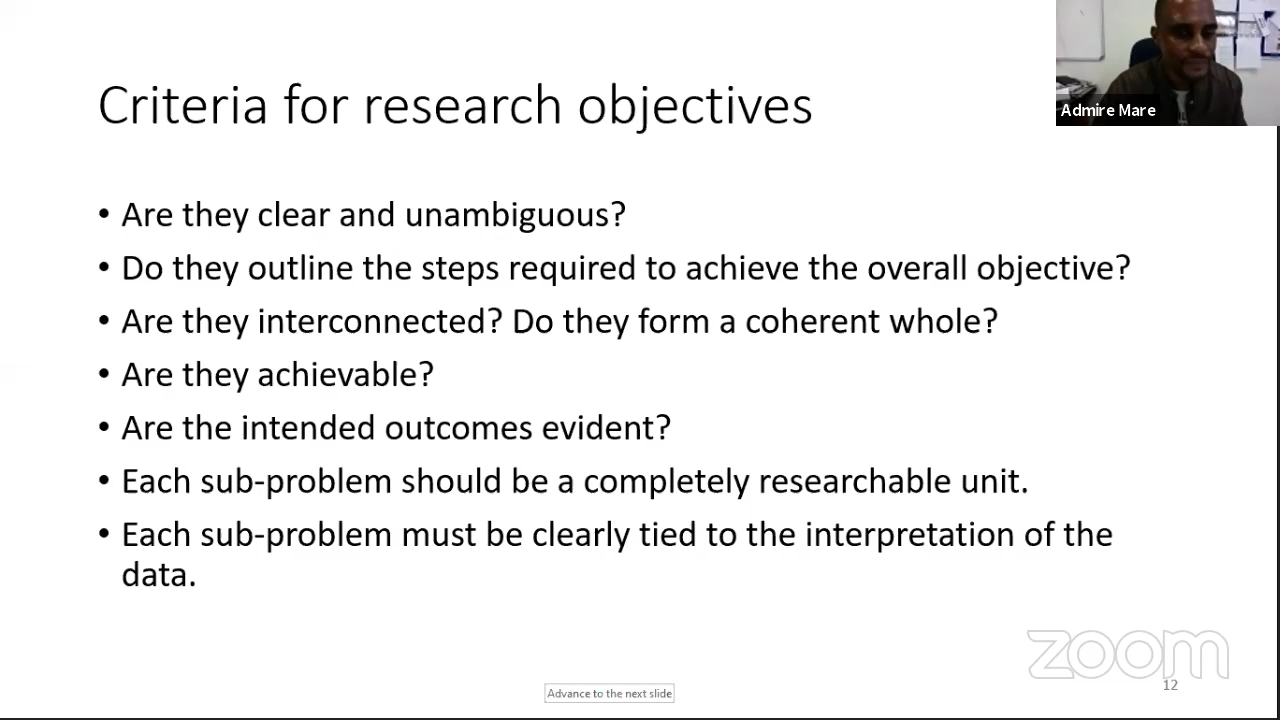 Admire Mare
Criteria for research objectives
• Are they clear and unambiguous?
• Do they outline the steps required to achieve the overall objective?
• Are they interconnected? Do they form a coherent whole?
• Are they achievable?
• Are the intended outcomes evident?
• Each sub-problem should be a completely researchable unit.
• Each sub-problem must be clearly tied to the interpretation of the
data.
zoom
12
Advance to the next slide